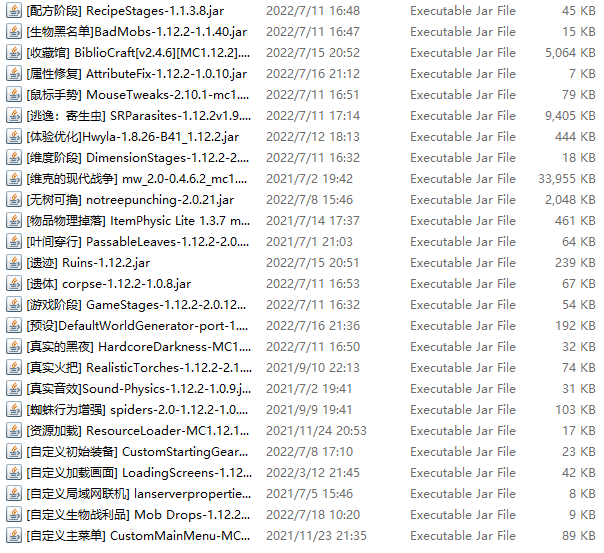 [配方阶段] RecipeStages-1.1.3.8.jar 2022/7/11 16:48 Executable Jar File 45 KB
[生物黑名单]BadMobs-1.12.2-1.1.40.jar 2022/7/11 16:47 Executable Jar File 15 KB
[收藏馆] BiblioCraft[v2.4.6][MC1.12.2].... 2022/7/15 20:52 Executable Jar File 5,064 KB
[属性修复] AttributeFix-1.12.2-1.0.10.jar 2022/7/16 21:12 Executable Jar File 7 KB
[鼠标手势] MouseTweaks-2.10.1-mc1.... 2022/7/11 16:51 Executable Jar File 79 KB
[逃逸：寄生虫] SRParasites-1.12.2v1.9.... 2022/7/11 17:14 Executable Jar File 9,405 KB
[体验优化]Hwyla-1.8.26-B41_1.12.2.jar 2022/7/12 18:13 Executable Jar File 444 KB
[维度阶段] DimensionStages-1.12.2-2.... 2022/7/11 16:32 Executable Jar File 18 KB
[维克的现代战争] mw_2.0-0.4.6.2_mc1.... 2021/7/2 19:42 Executable Jar File 33,955 KB
[无树可撸] notreepunching-2.0.21.jar 2022/7/8 15:46 Executable Jar File 2,048 KB
[物品物理掉落] ItemPhysic Lite 1.3.7 m... 2021/7/14 17:37 Executable Jar File 461 KB
[叶间穿行] PassableLeaves-1.12.2-2.0.... 2021/7/1 21:03 Executable Jar File 64 KB
[遗迹] Ruins-1.12.2.jar 2022/7/15 20:51 Executable Jar File 239 KB
[遗体] corpse-1.12.2-1.0.8.jar 2022/7/11 16:53 Executable Jar File 67 KB
[游戏阶段] GameStages-1.12.2-2.0.12... 2022/7/11 16:32 Executable Jar File 54 KB
[预设]DefaultWorldGenerator-port-1.... 2022/7/16 21:36 Executable Jar File 192 KB
[真实的黑夜] HardcoreDarkness-MC1.... 2022/7/11 16:50 Executable Jar File 32 KB
[真实火把] RealisticTorches-1.12.2-2.1.... 2021/9/10 22:13 Executable Jar File 74 KB
[真实音效]Sound-Physics-1.12.2-1.0.9.j... 2021/7/2 19:41 Executable Jar File 31 KB
[蜘蛛行为增强] spiders-2.0-1.12.2-1.0.... 2021/9/9 19:41 Executable Jar File 103 KB
[资源加载] ResourceLoader-MC1.12.1... 2021/11/24 20:53 Executable Jar File 17 KB
[自定义初始装备] CustomStartingGear... 2022/7/8 17:10 Executable Jar File 23 KB
[自定义加载画面] LoadingScreens-1.12... 2022/3/12 21:45 Executable Jar File 42 KB
[自定义局域网联机] lanserverpropertie... 2021/7/5 15:46 Executable Jar File 8 KB
[自定义生物战利品] Mob Drops-1.12.2... 2022/7/18 10:20 Executable Jar File 9 KB
[自定义主菜单] CustomMainMenu-MC... 2021/11/23 21:35 Executable Jar File 89 KB